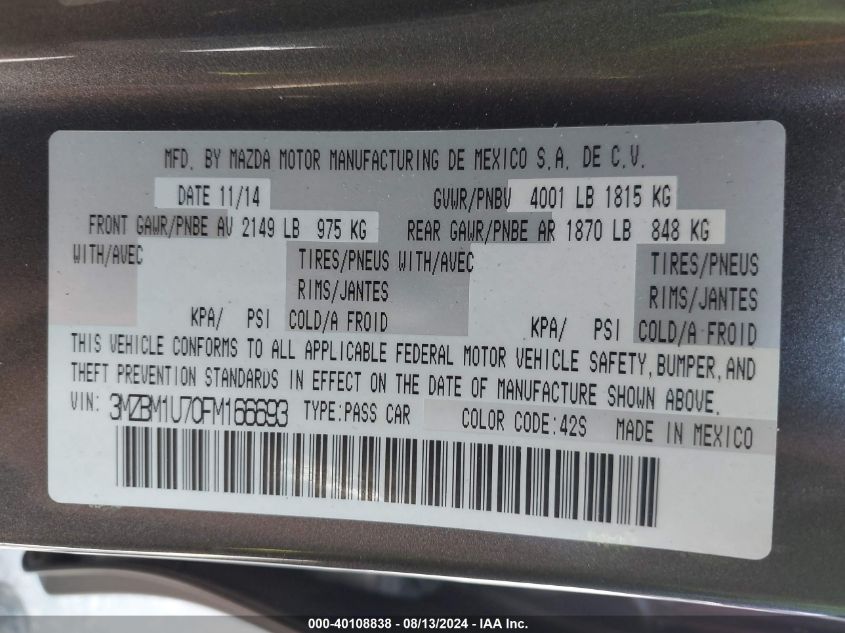 MFD. BY MAZDA MOTOR MANUFACTURING DE MEXICO S.A. DE C.V.
DATE 11/14 GVWR/PNBV 4001 LB 1815 KG
FRONT GAWR/PNBE AV 2149 LB 975 KG REAR GAWR/PNBE AR 1870 LB 848 KG
WITH/AVEC TIRES/PNEUS WITH/AVEC TIRES/PNEUS
RIMS/JANTES RIMS/JANTES
KPA/ PSI COLD/A FROID KPA/ PSI COLD/A FROID
THIS VEHICLE CONFORMS TO ALL APPLICABLE FEDERAL MOTOR VEHICLE SAFETY, BUMPER, AND
THEFT PREVENTION STANDARDS IN EFFECT ON THE DATE OF MANUFACTURE SHOWN ABOVE.
VIN: 3MZBM1U70FM166693 TYPE:PASS CAR COLOR CODE:42S MADE IN MEXICO
000-40108838 - 08/13/2024 - IAA Inc.